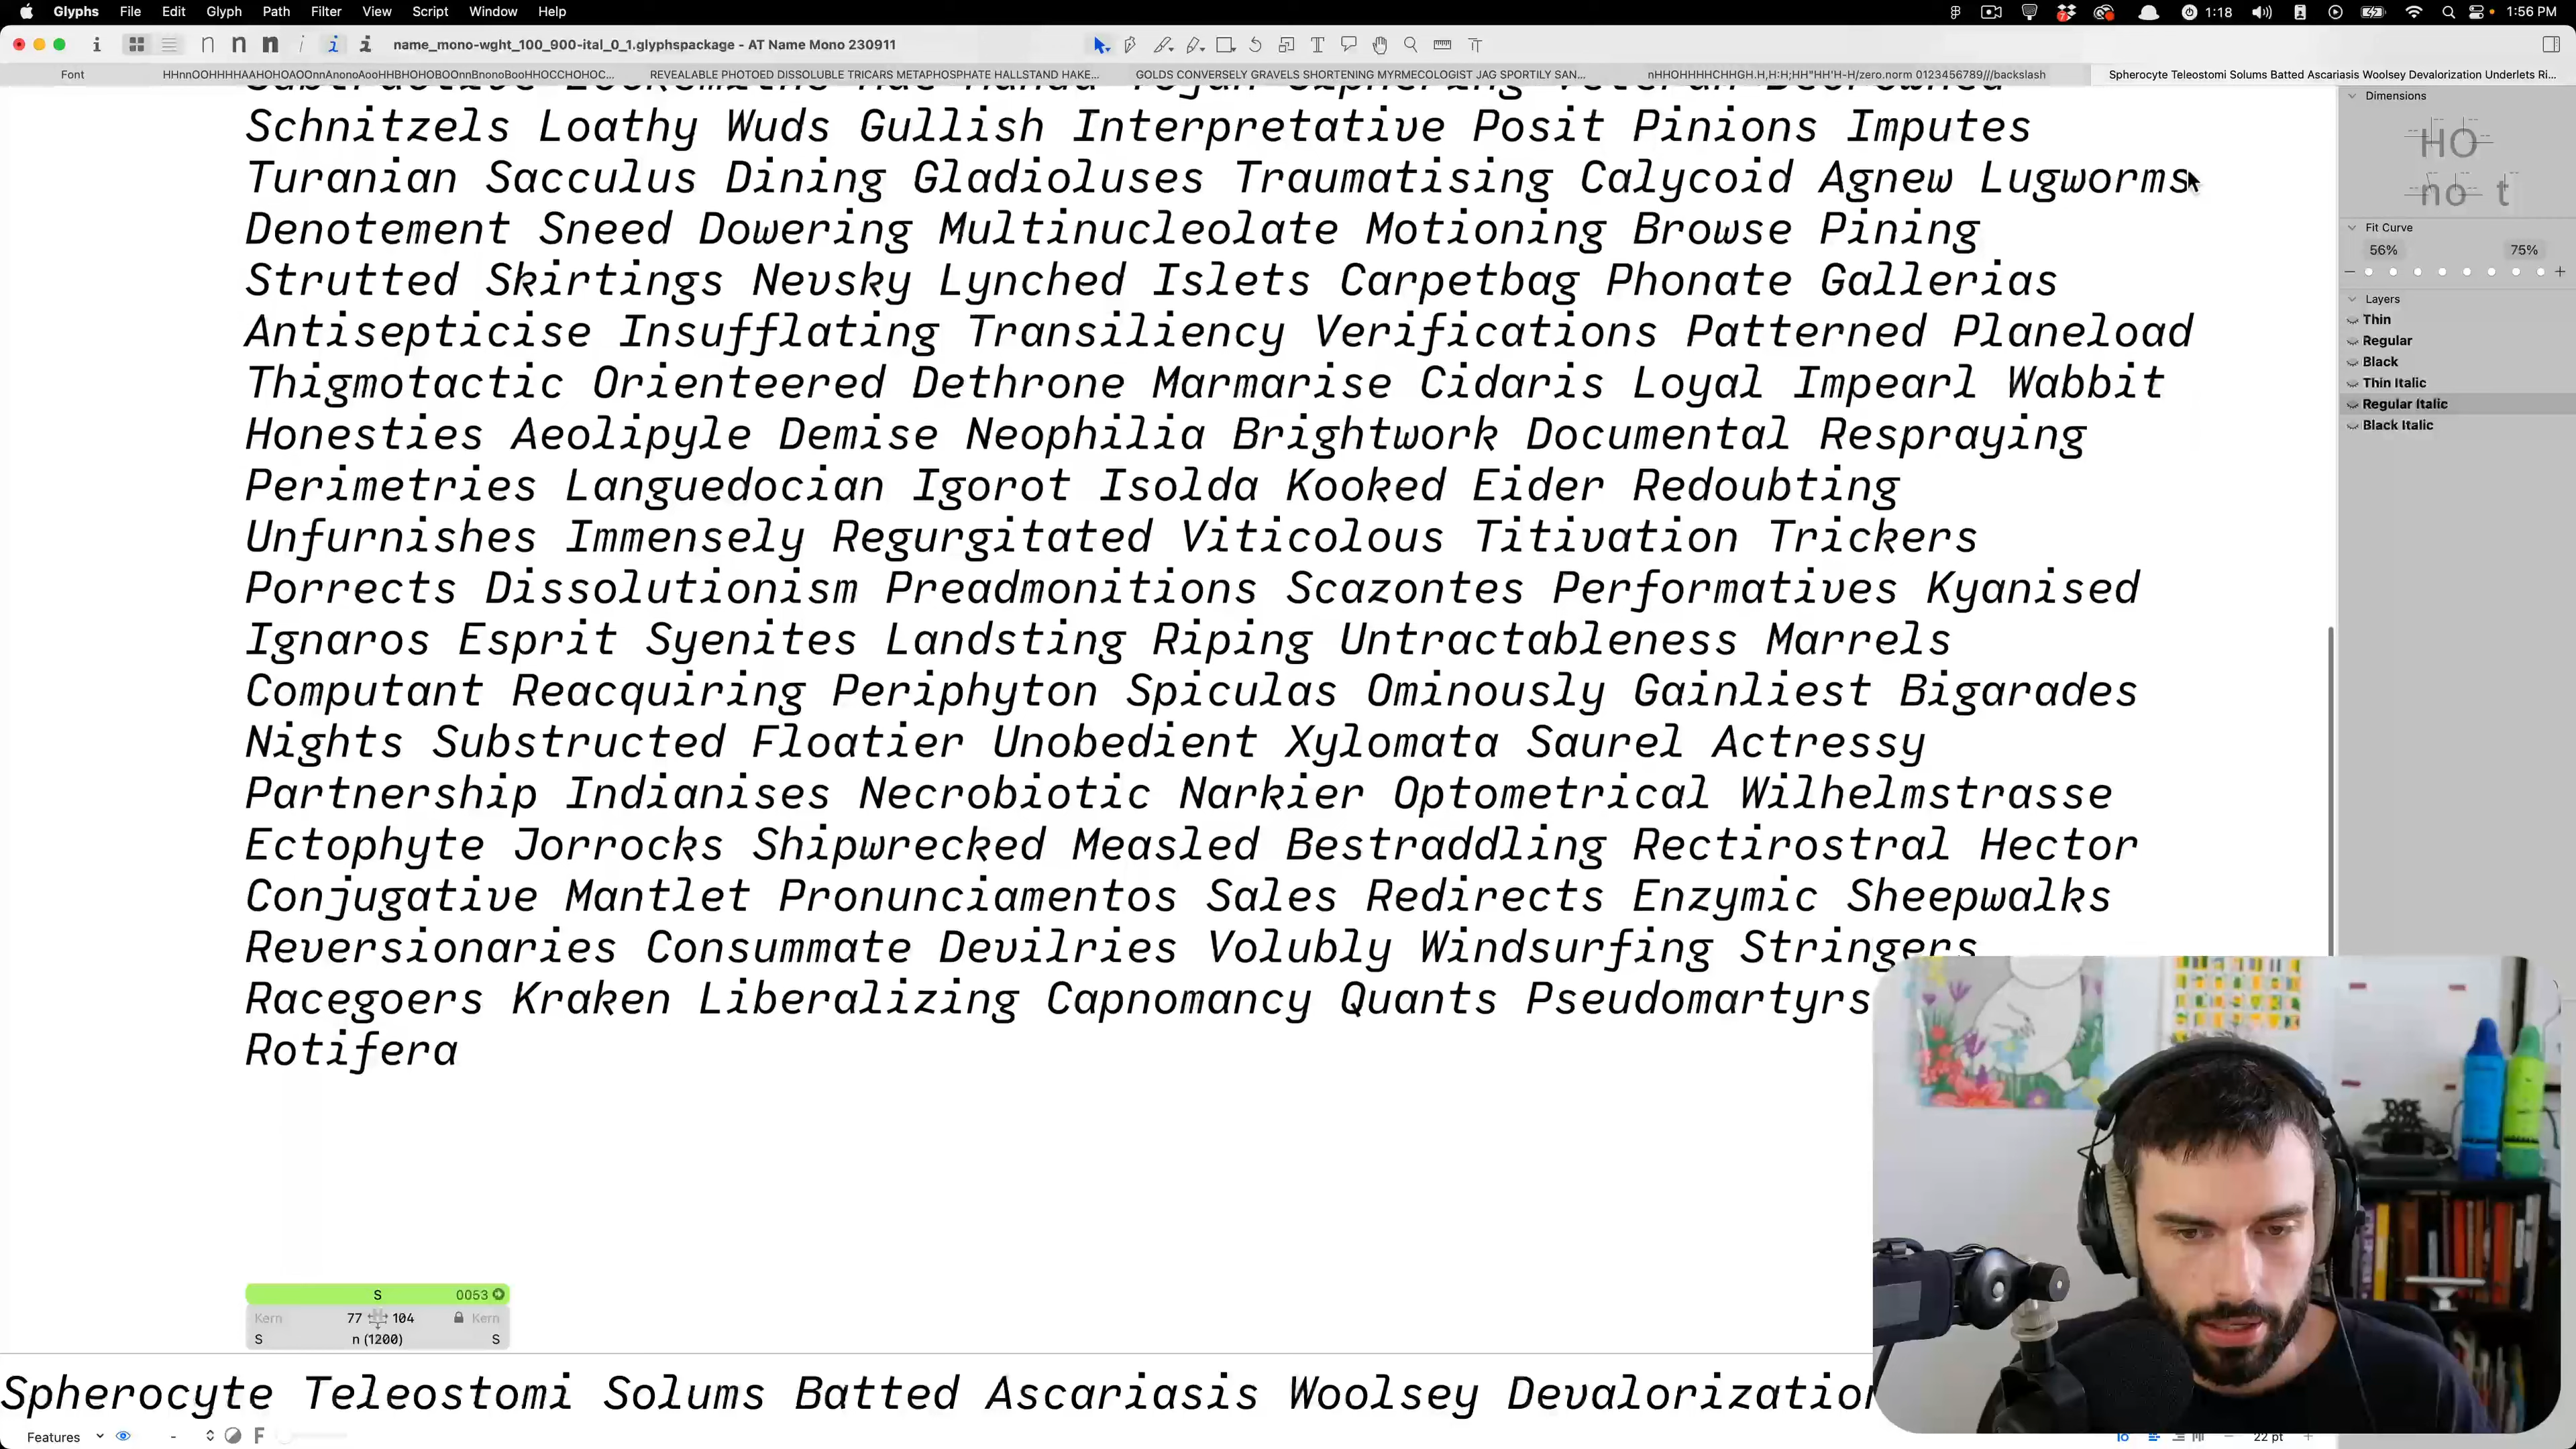 Glyphs File Edit Glyph Path Filter View Script Window Help 1:18 1:56 PM
name_mono-wght_100_900-ital_0_1.glyphspackage - AT Name Mono 230911
Font HHnnOOHHHHAAHOHOAOOnnAnonoAooHHBHOHOBOOnnBnonoBooHHOCCHOHOC... REVEALABLE PHOTOED DISSOLUBLE TRICARS METAPHOSPHATE HALLSTAND HAKE... GOLDS CONVERSELY GRAVELS SHORTENING MYRMECOLOGIST JAG SPORTILY SAN... nHHOHHHHCHHGH.H,H:H;HH"HH'H-H/zero.norm 0123456789///backslash Spherocyte Teleostomi Solums Batted Ascariasis Woolsey Devalorization Underlets Ri...
Schnitzels Loathy Wuds Gullish Interpretative Posit Pinions Imputes
Turanian Sacculus Dining Gladioluses Traumatising Calycoid Agnew Lugworms
Denotement Sneed Dowering Multinucleolate Motioning Browse Pining
Strutted Skirtings Nevsky Lynched Islets Carpetbag Phonate Gallerias
Antisepticise Insufflating Transiliency Verifications Patterned Planeload
Thigmotactic Orienteered Dethrone Marmarise Cidaris Loyal Impearl Wabbit
Honesties Aeolipyle Demise Neophilia Brightwork Documental Respraying
Perimetries Languedocian Igorot Isolda Kooked Eider Redoubting
Unfurnishes Immensely Regurgitated Viticolous Titivation Trickers
Porrects Dissolutionism Preadmonitions Scazontes Performatives Kyanised
Ignaros Esprit Syenites Landsting Riping Untractableness Marrels
Computant Reacquiring Periphyton Spiculas Ominously Gainliest Bigarades
Nights Substructed Floatier Unobedient Xylomata Saurel Actressy
Partnership Indianises Necrobiotic Narkier Optometrical Wilhelmstrasse
Ectophyte Jorrocks Shipwrecked Measled Bestraddling Rectirostral Hector
Conjugative Mantlet Pronunciamentos Sales Redirects Enzymic Sheepwalks
Reversionaries Consummate Devilries Volubly Windsurfing Stringers
Racegoers Kraken Liberalizing Capnomancy Quants Pseudomartyrs
Rotifera
S 0053
Kern 77 104 Kern
S n (1200) S
Spherocyte Teleostomi Solums Batted Ascariasis Woolsey Devalorization
Features - F 22 pt
Dimensions
HO
no t
Fit Curve
56% 75%
Layers
Thin
Regular
Black
Thin Italic
Regular Italic
Black Italic